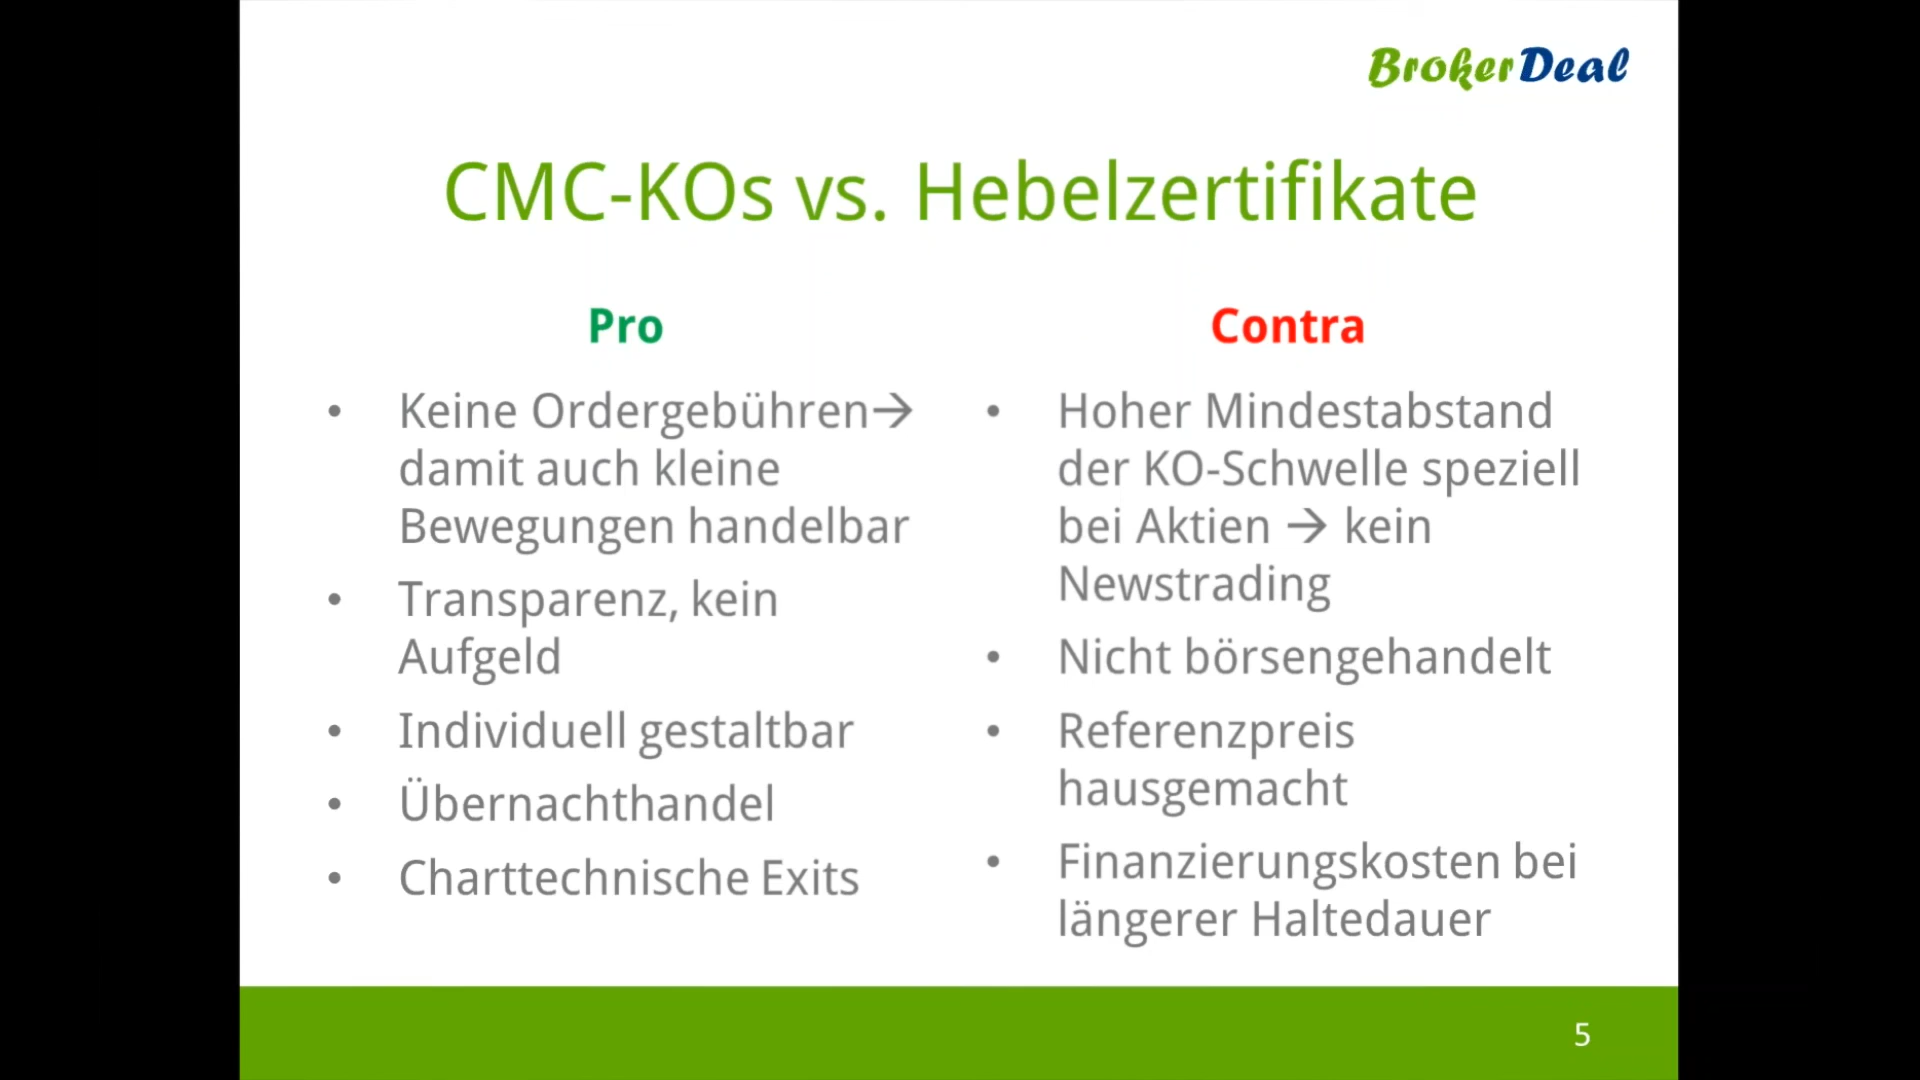 BrokerDeal
CMC-KOs vs. Hebelzertifikate
Pro
• Keine Ordergebühren→
damit auch kleine
Bewegungen handelbar
• Transparenz, kein
Aufgeld
• Individuell gestaltbar
• Übernachthandel
• Charttechnische Exits
Contra
• Hoher Mindestabstand
der KO-Schwelle speziell
bei Aktien → kein
Newstrading
• Nicht börsengehandelt
• Referenzpreis
hausgemacht
• Finanzierungskosten bei
längerer Haltedauer
5